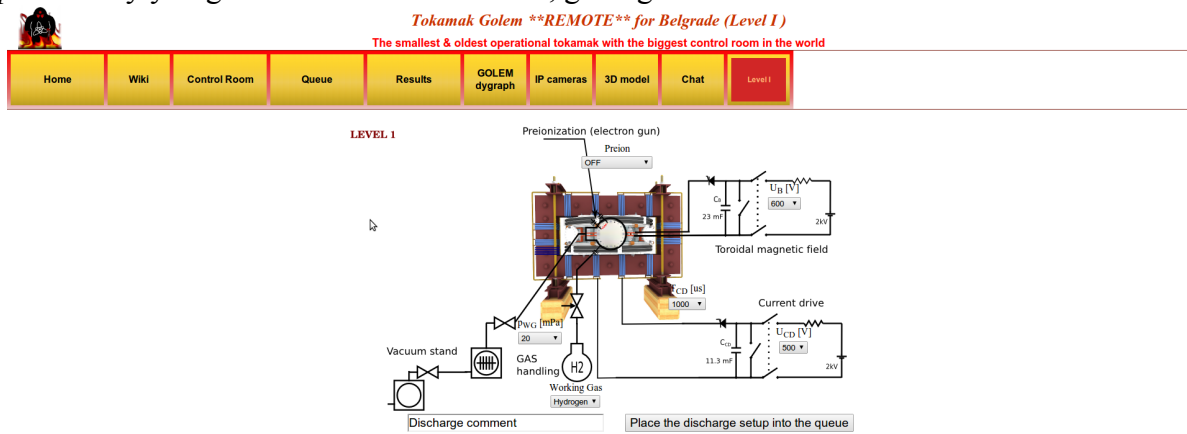 Tokamak Golem **REMOTE** for Belgrade (Level I )
The smallest & oldest operational tokamak with the biggest control room in the world
Home Wiki Control Room Queue Results GOLEM dygraph IP cameras 3D model Chat Level I
LEVEL 1
Preionization (electron gun)
Preion
OFF
UB [V]
600
CB
23 mF
2kV
Toroidal magnetic field
TCD [us]
1000
Current drive
UCD [V]
500
CCD
11.3 mF
2kV
pWG [mPa]
20
Vacuum stand
GAS
handling
H2
Working Gas
Hydrogen
Discharge comment
Place the discharge setup into the queue